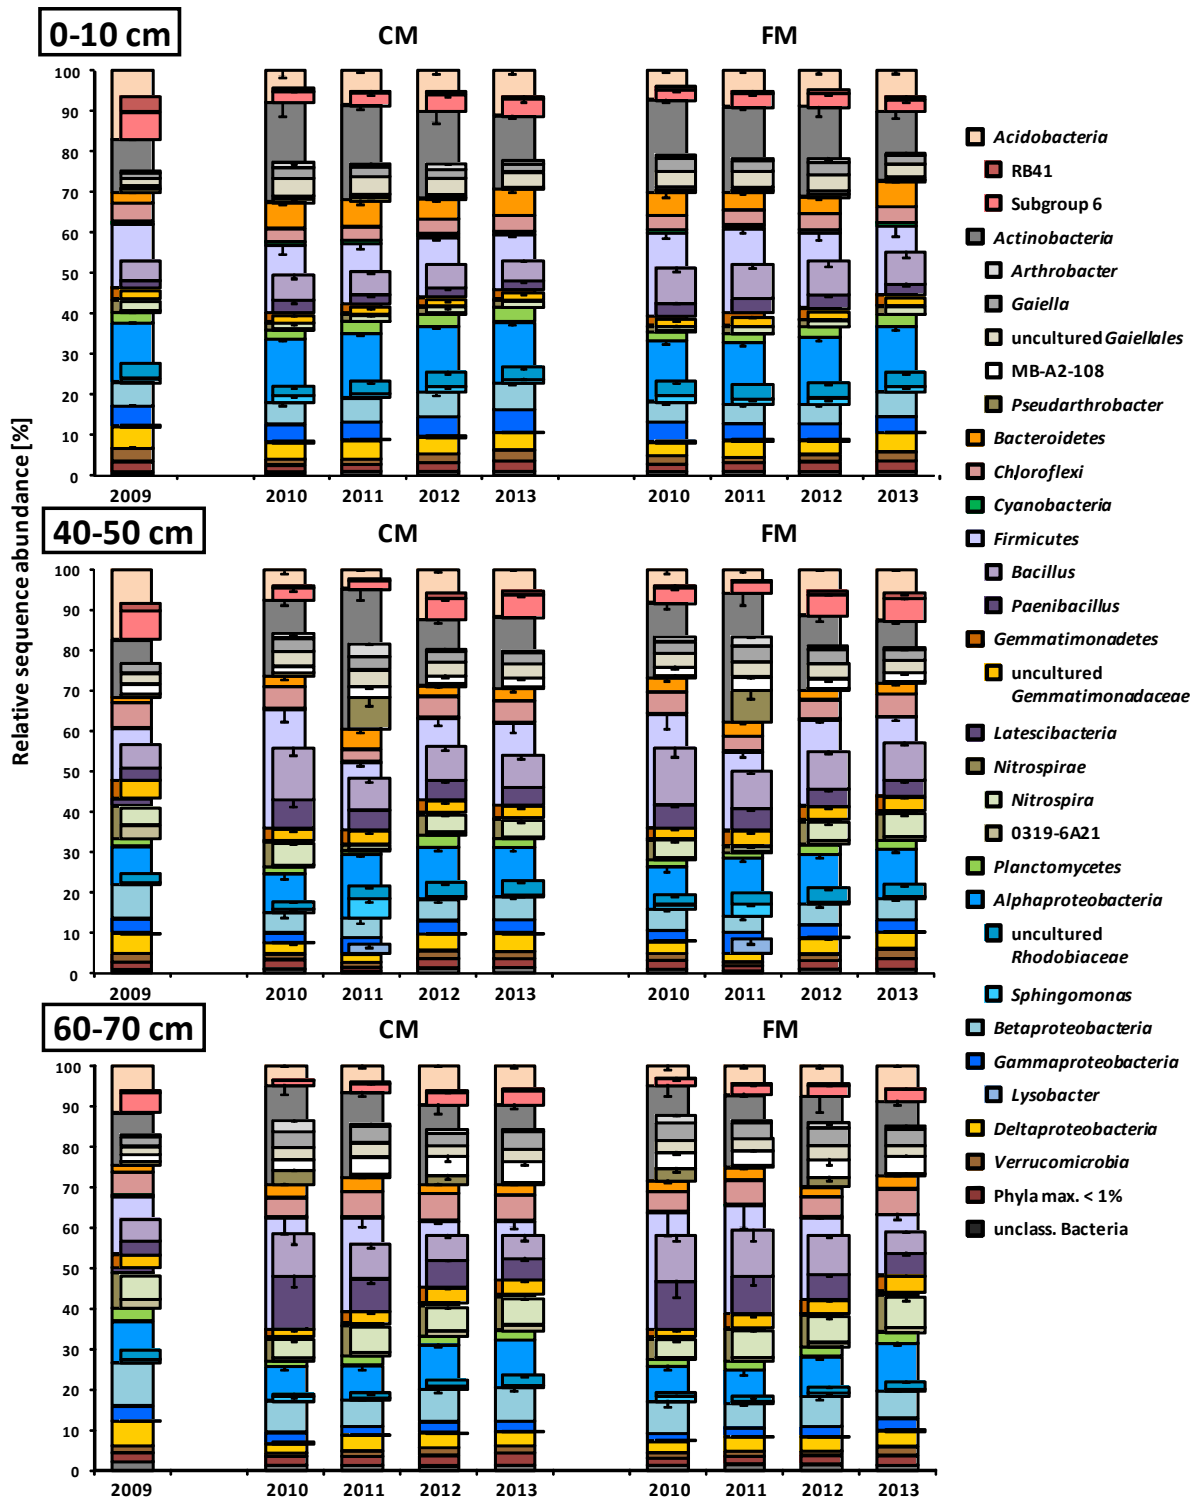 0-10 cm
CM
FM
100
90
80
70
60
50
40
30
20
10
0
2009
2010
2011
2012
2013
2010
2011
2012
2013
40-50 cm
CM
FM
100
90
80
70
60
50
40
30
20
10
0
2009
2010
2011
2012
2013
2010
2011
2012
2013
60-70 cm
CM
FM
100
90
80
70
60
50
40
30
20
10
0
2009
2010
2011
2012
2013
2010
2011
2012
2013
Relative sequence abundance [%]
Acidobacteria
RB41
Subgroup 6
Actinobacteria
Arthrobacter
Gaiella
uncultured Gaiellales
MB-A2-108
Pseudarthrobacter
Bacteroidetes
Chloroflexi
Cyanobacteria
Firmicutes
Bacillus
Paenibacillus
Gemmatimonadetes
uncultured
Gemmatimonadaceae
Latescibacteria
Nitrospirae
Nitrospira
0319-6A21
Planctomycetes
Alphaproteobacteria
uncultured
Rhodobiaceae
Sphingomonas
Betaproteobacteria
Gammaproteobacteria
Lysobacter
Deltaproteobacteria
Verrucomicrobia
Phyla max. < 1%
unclass. Bacteria